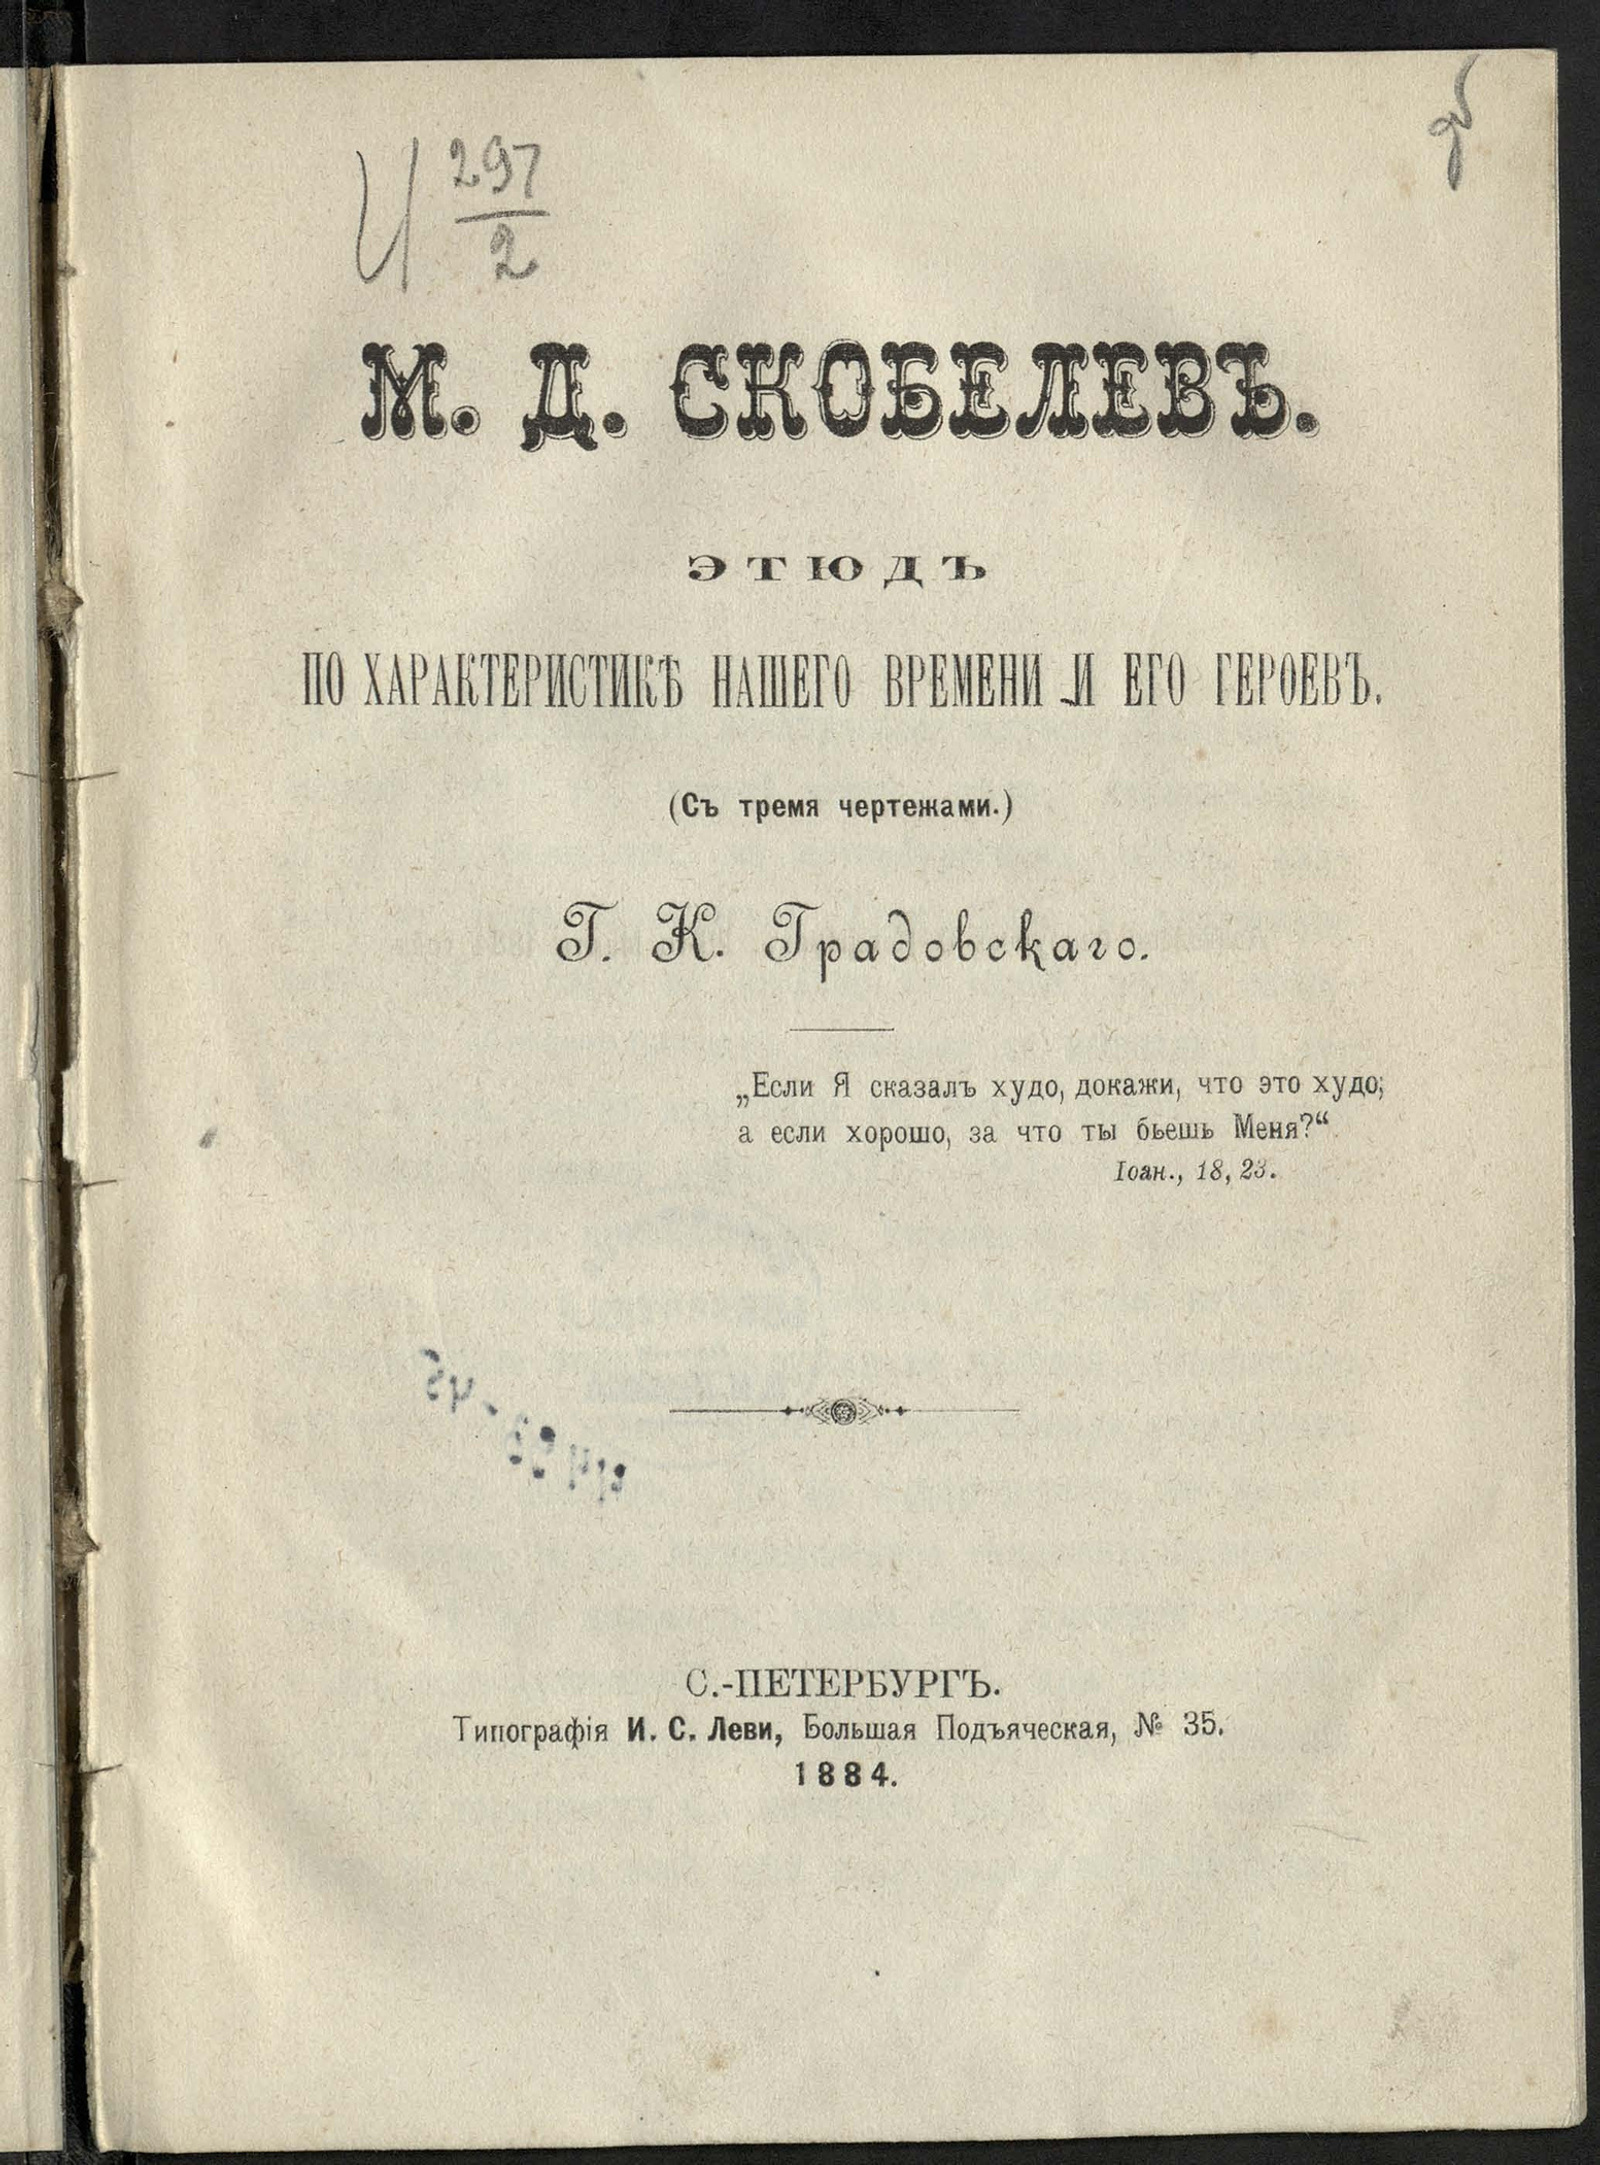 И 297
2
М. Д. СКОБЕЛЕВЪ.
ЭТЮДЪ
ПО ХАРАКТЕРИСТИКѢ НАШЕГО ВРЕМЕНИ И ЕГО ГЕРОЕВЪ.
(Съ тремя чертежами.)
Г. К. Градовскаго.
„Если Я сказалъ худо, докажи, что это худо;
а если хорошо, за что ты бьешь Меня?“
Іоан., 18, 23.
С.-ПЕТЕРБУРГЪ.
Типографія И. С. Леви, Большая Подъяческая, № 35.
1884.